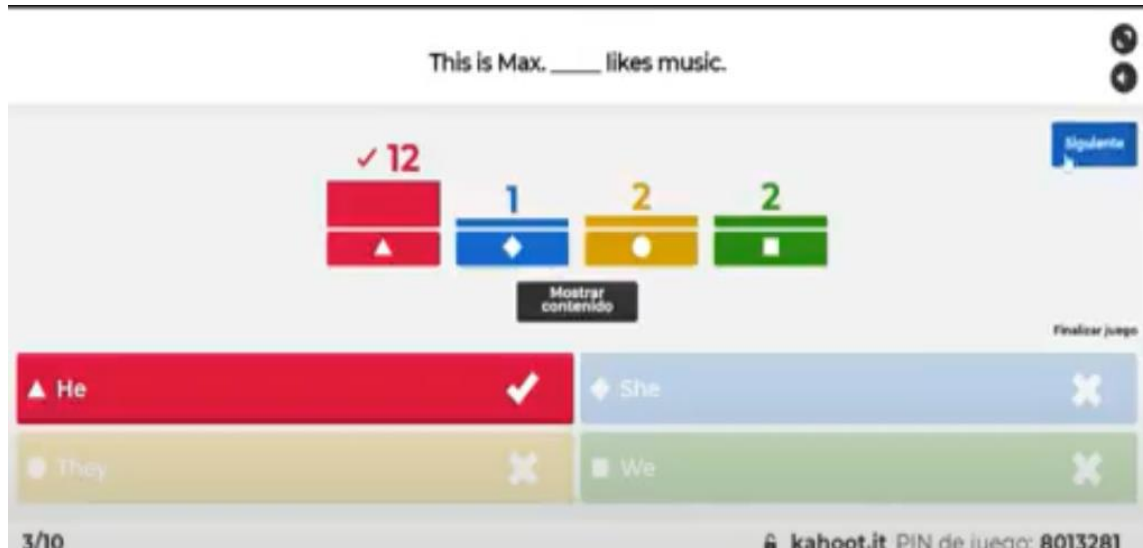 This is Max. _____ likes music.
Siguiente
✓ 12
1
2
2
Mostrar
contenido
Finalizar juego
He
She
They
We
3/10
kahoot.it PIN de juego: 8013281